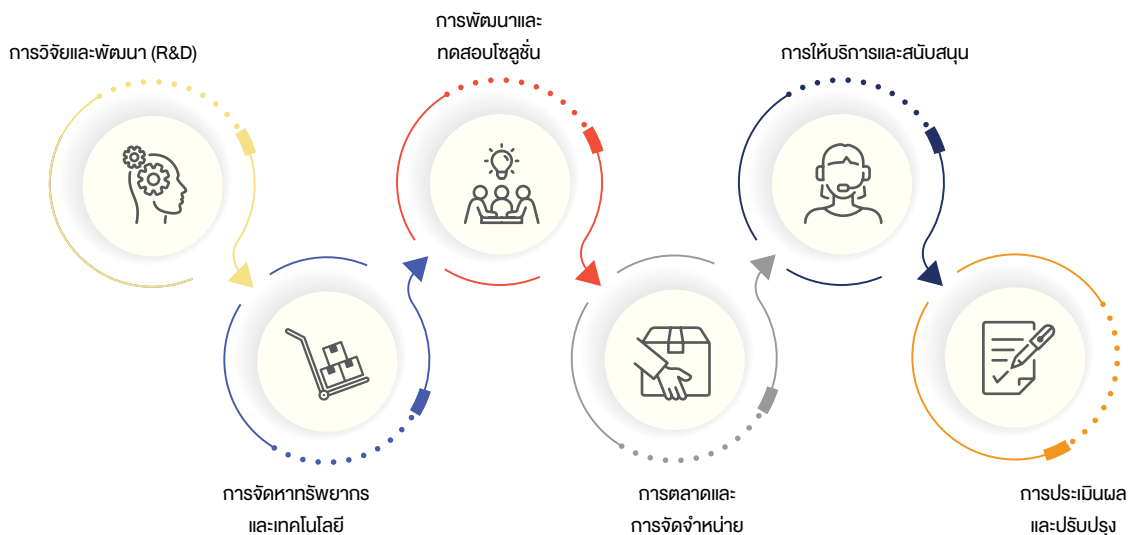 การวิจัยและพัฒนา (R&D)
การจัดหาทรัพยากร
และเทคโนโลยี
การพัฒนาและ
ทดสอบโซลูชั่น
การตลาดและ
การจัดจำหน่าย
การให้บริการและสนับสนุน
การประเมินผล
และปรับปรุง